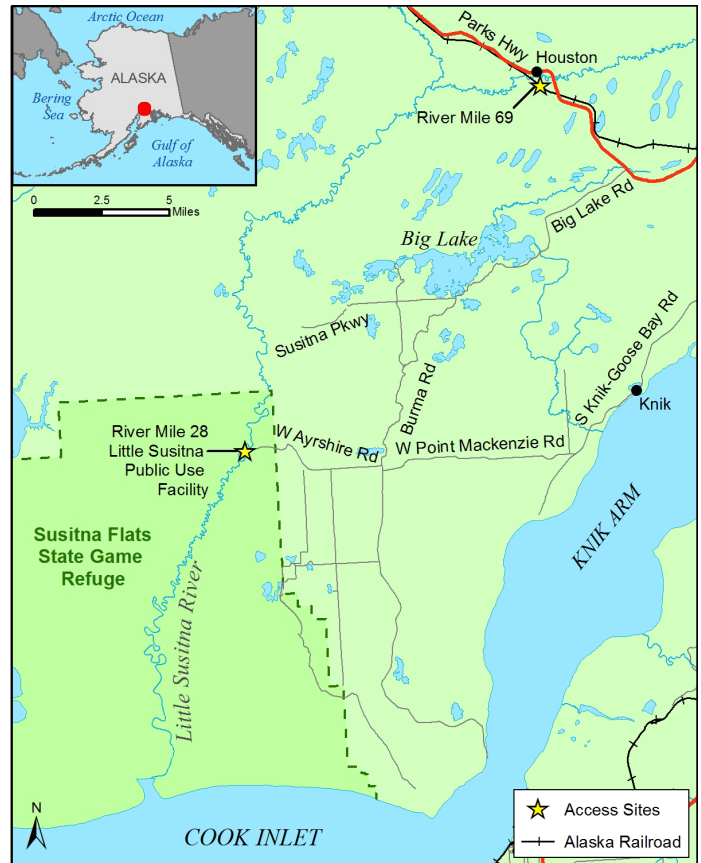 Arctic Ocean
ALASKA
Bering
Sea
Gulf of
Alaska
0 2.5 5
Miles
Parks Hwy
Houston
River Mile 69
Big Lake Rd
Big Lake
Susitna Pkwy
Burma Rd
S Knik-Goose Bay Rd
Knik
River Mile 28
Little Susitna
Public Use
Facility
W Ayrshire Rd
W Point Mackenzie Rd
Susitna Flats
State Game
Refuge
Little Susitna River
KNIK ARM
N
COOK INLET
Access Sites
Alaska Railroad